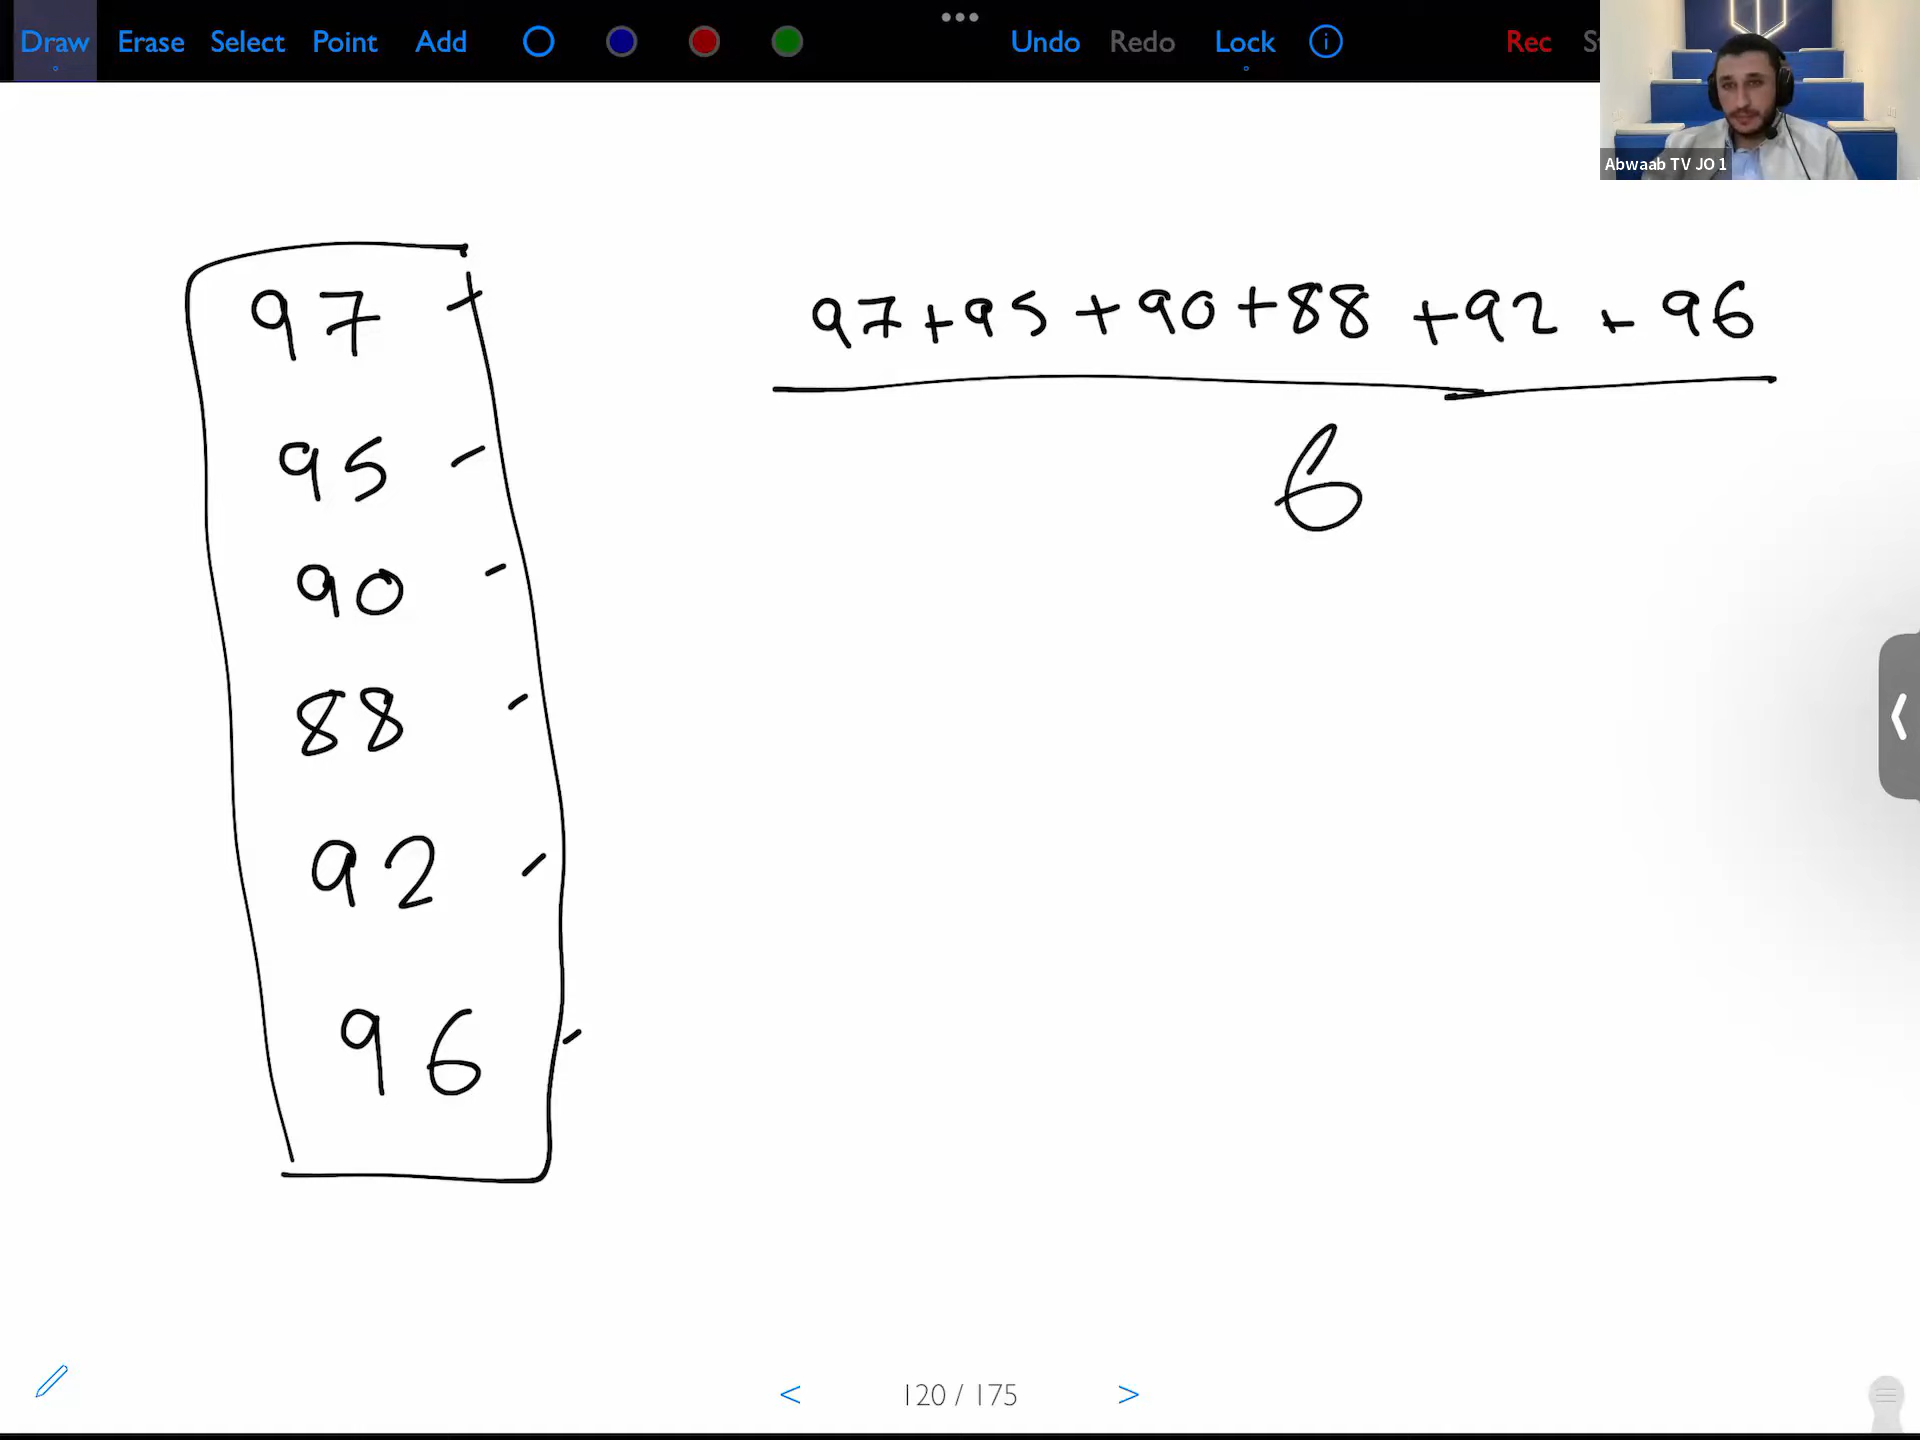 Draw Erase Select Point Add Undo Redo Lock Rec
Abwaab TV JO 1
97
95
90
88
92
96
97+95+90+88+92+96
6
120 / 175